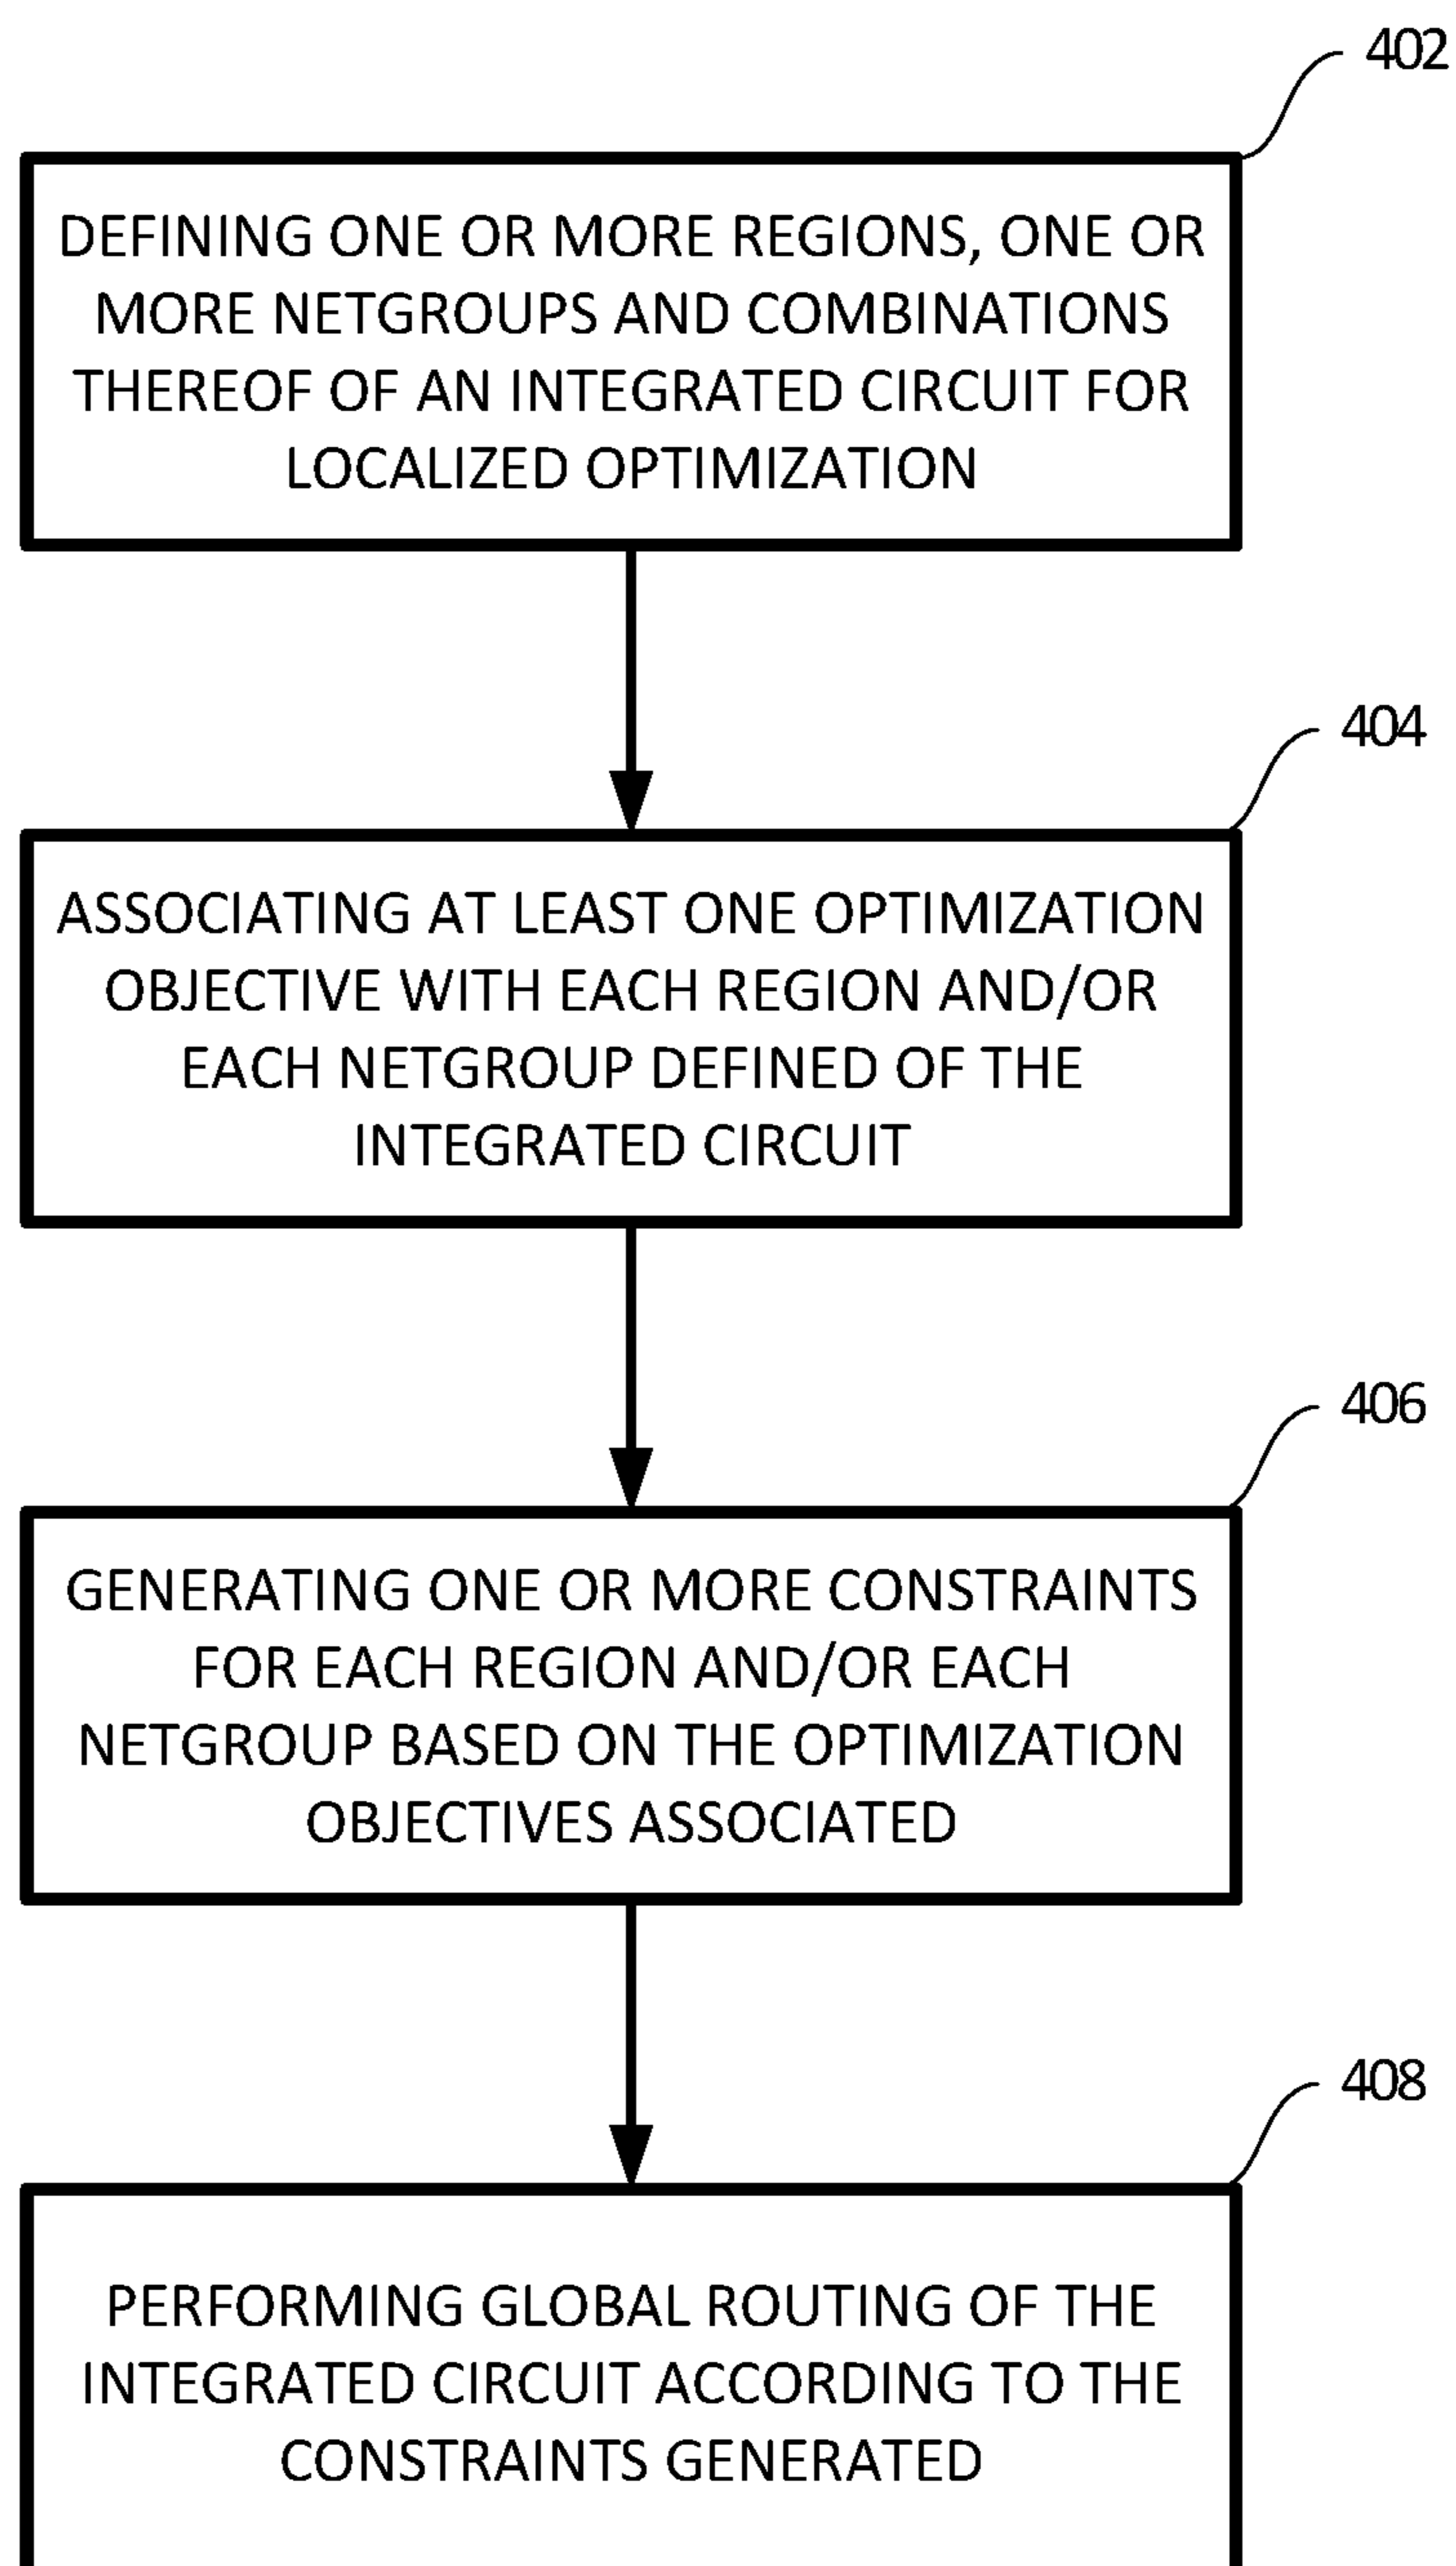 402
DEFINING ONE OR MORE REGIONS, ONE OR
MORE NETGROUPS AND COMBINATIONS
THEREOF OF AN INTEGRATED CIRCUIT FOR
LOCALIZED OPTIMIZATION
404
ASSOCIATING AT LEAST ONE OPTIMIZATION
OBJECTIVE WITH EACH REGION AND/OR
EACH NETGROUP DEFINED OF THE
INTEGRATED CIRCUIT
406
GENERATING ONE OR MORE CONSTRAINTS
FOR EACH REGION AND/OR EACH
NETGROUP BASED ON THE OPTIMIZATION
OBJECTIVES ASSOCIATED
408
PERFORMING GLOBAL ROUTING OF THE
INTEGRATED CIRCUIT ACCORDING TO THE
CONSTRAINTS GENERATED